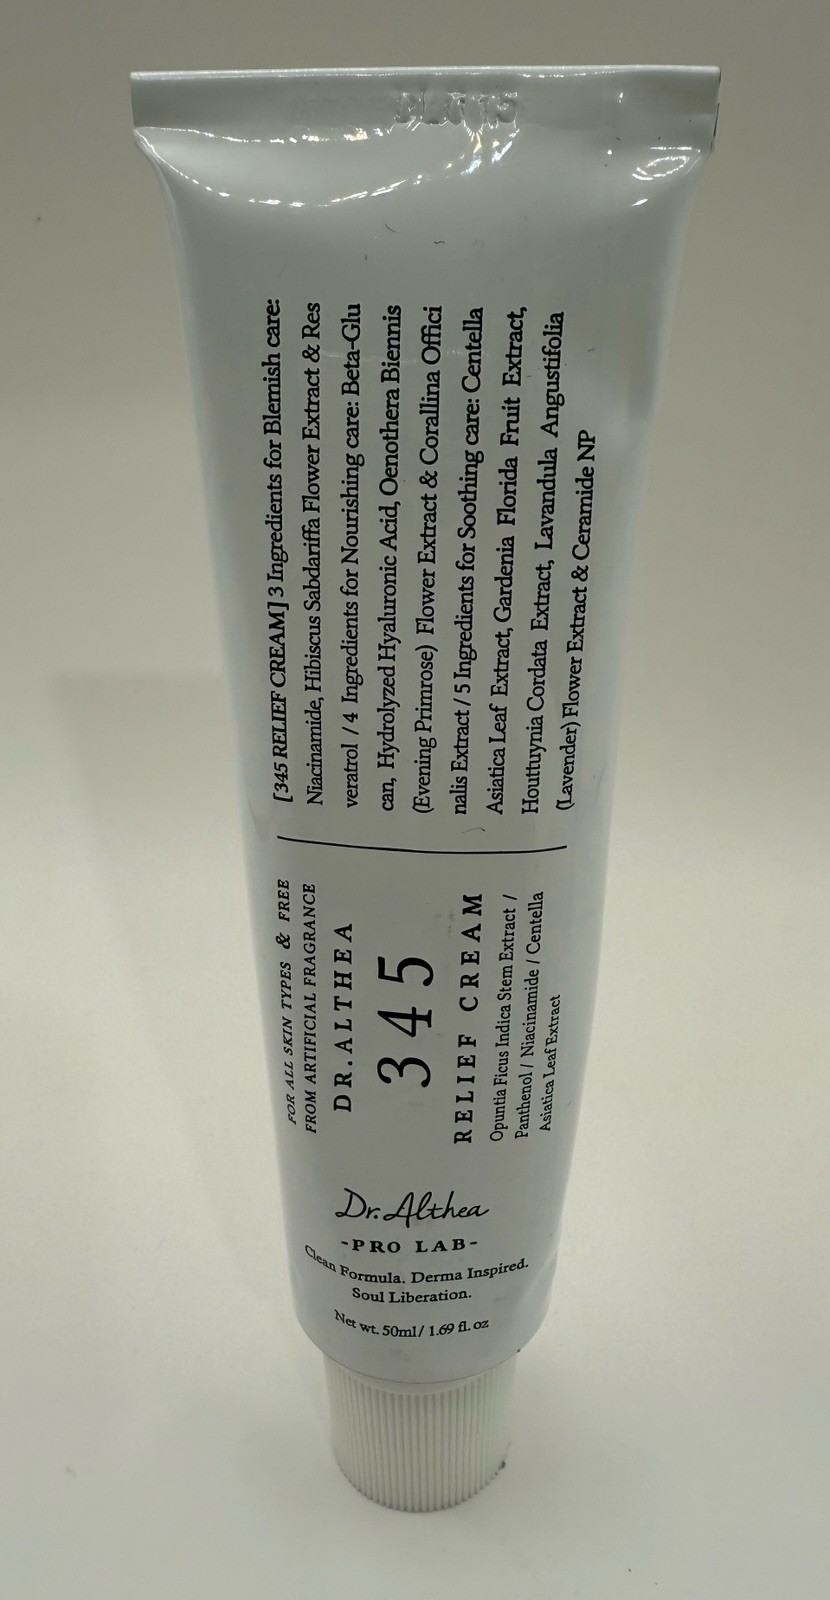 [345 RELIEF CREAM] 3 Ingredients for Blemish care:
Niacinamide, Hibiscus Sabdariffa Flower Extract & Res
veratrol / 4 Ingredients for Nourishing care: Beta-Glu
can, Hydrolyzed Hyaluronic Acid, Oenothera Biennis
(Evening Primrose) Flower Extract & Corallina Offici
nalis Extract / 5 Ingredients for Soothing care: Centella
Asiatica Leaf Extract, Gardenia Florida Fruit Extract,
Houttuynia Cordata Extract, Lavandula Angustifolia
(Lavender) Flower Extract & Ceramide NP
FOR ALL SKIN TYPES & FREE
FROM ARTIFICIAL FRAGRANCE
DR.ALTHEA
345
RELIEF CREAM
Opuntia Ficus Indica Stem Extract /
Panthenol / Niacinamide / Centella
Asiatica Leaf Extract
Dr.Althea
-PRO LAB-
Clean Formula. Derma Inspired.
Soul Liberation.
Net wt. 50ml/ 1.69 fl. oz